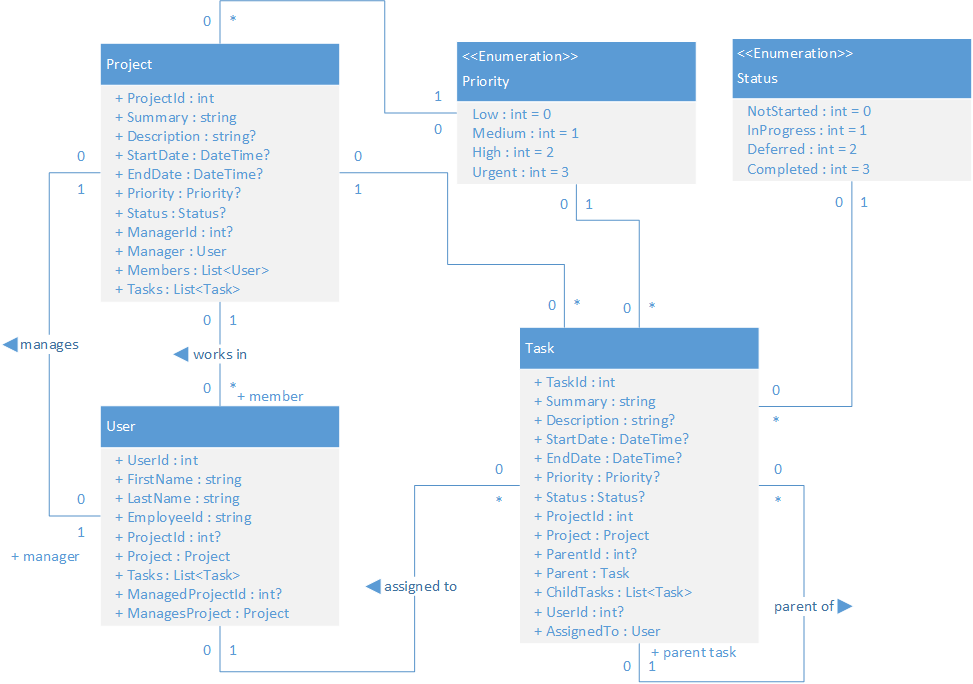 0 *
Project
+ ProjectId : int
+ Summary : string
+ Description : string?
+ StartDate : DateTime?
+ EndDate : DateTime?
+ Priority : Priority?
+ Status : Status?
+ ManagerId : int?
+ Manager : User
+ Members : List<User>
+ Tasks : List<Task>
<<Enumeration>>
Priority
Low : int = 0
Medium : int = 1
High : int = 2
Urgent : int = 3
<<Enumeration>>
Status
NotStarted : int = 0
InProgress : int = 1
Deferred : int = 2
Completed : int = 3
1
0
0
1
0
1
0 1
0 1
0 *
0 *
0 1
manages
works in
0 *
+ member
User
+ UserId : int
+ FirstName : string
+ LastName : string
+ EmployeeId : string
+ ProjectId : int?
+ Project : Project
+ Tasks : List<Task>
+ ManagedProjectId : int?
+ ManagesProject : Project
0
1
+ manager
0 1
Task
+ TaskId : int
+ Summary : string
+ Description : string?
+ StartDate : DateTime?
+ EndDate : DateTime?
+ Priority : Priority?
+ Status : Status?
+ ProjectId : int
+ Project : Project
+ ParentId : int?
+ Parent : Task
+ ChildTasks : List<Task>
+ UserId : int?
+ AssignedTo : User
0
*
0
*
0
*
assigned to
parent of
+ parent task
0 1